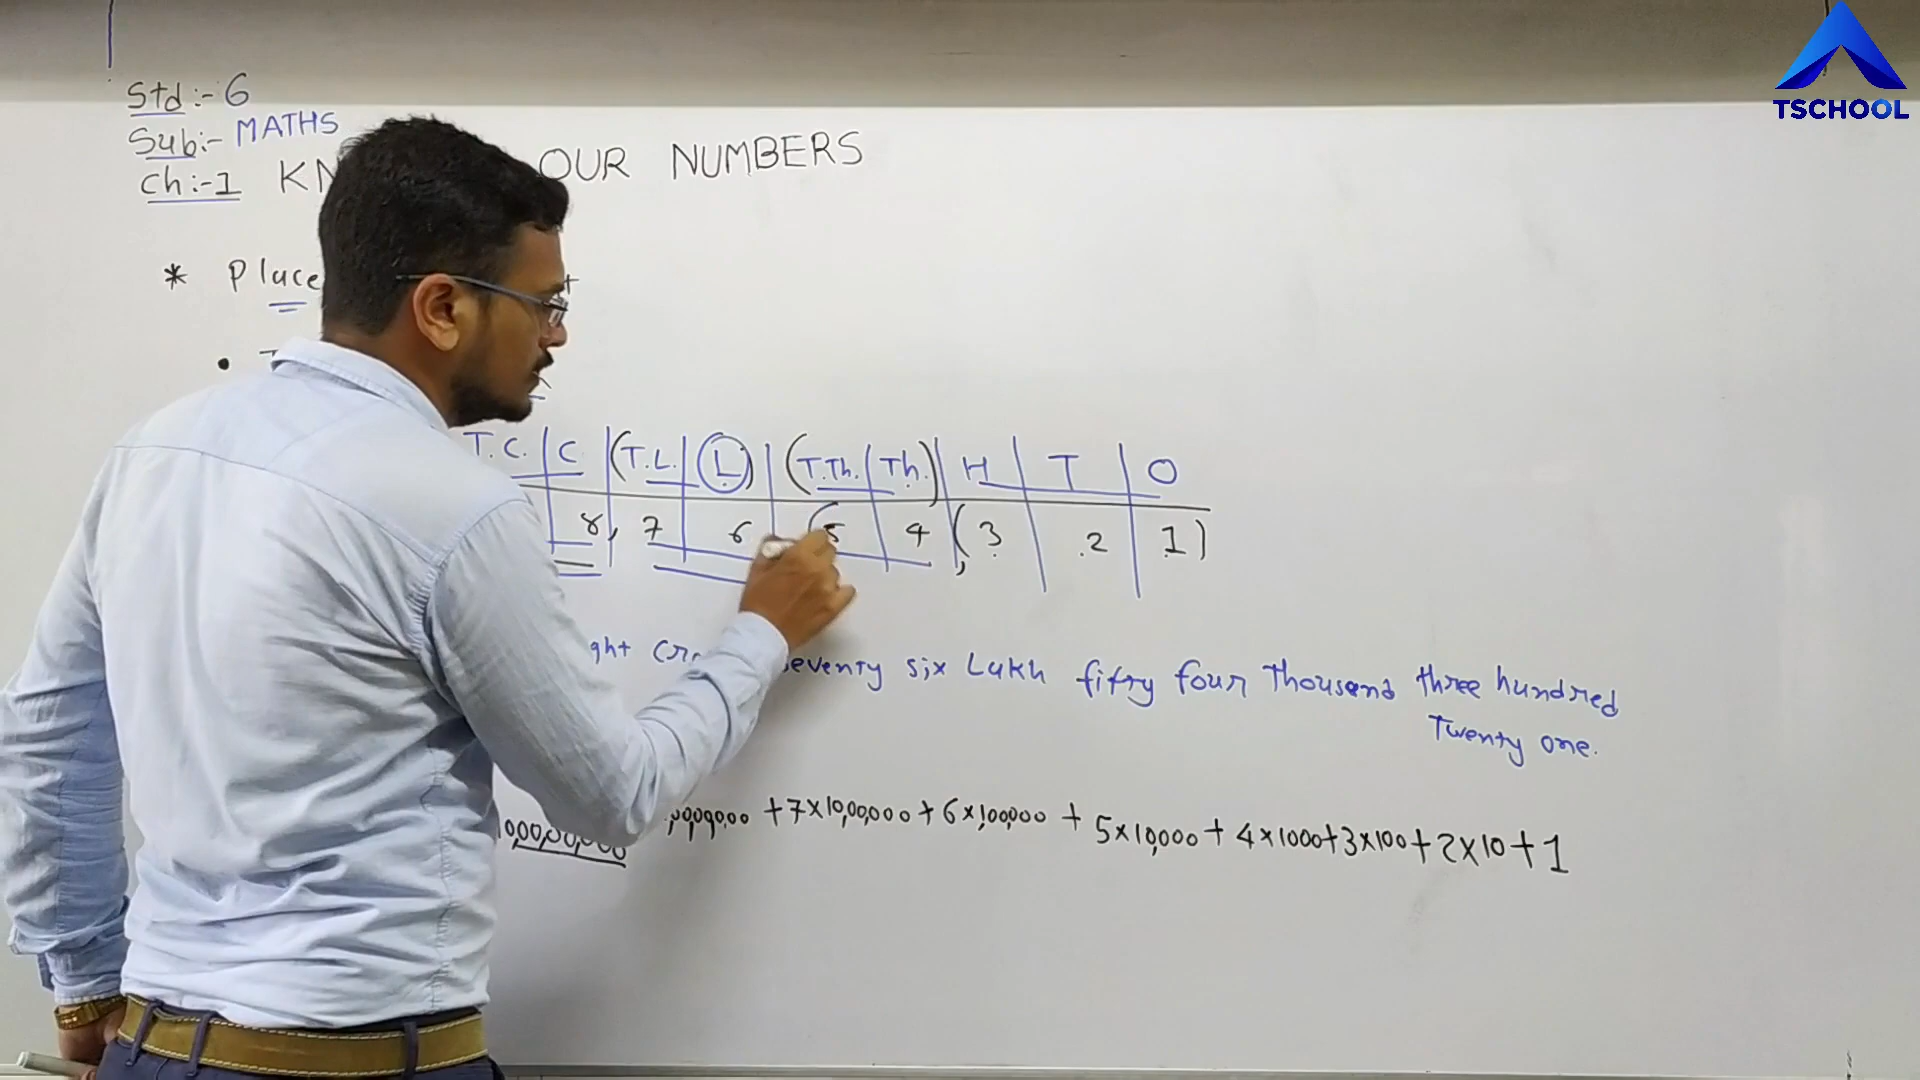 TSCHOOL
Std :- 6
Sub:- MATHS
Ch:-1 OUR NUMBERS
* Place
T.C. C. (T.L. L) (T.Th. Th.) H T O
8, 7 6 (5 4, (3 2 1)
seventy six Lakh fifty four Thousand three hundred
Twenty one.
+ 7×10,00,000 + 6×1,00,000 + 5×10,000 + 4×1000 + 3×100 + 2×10 + 1